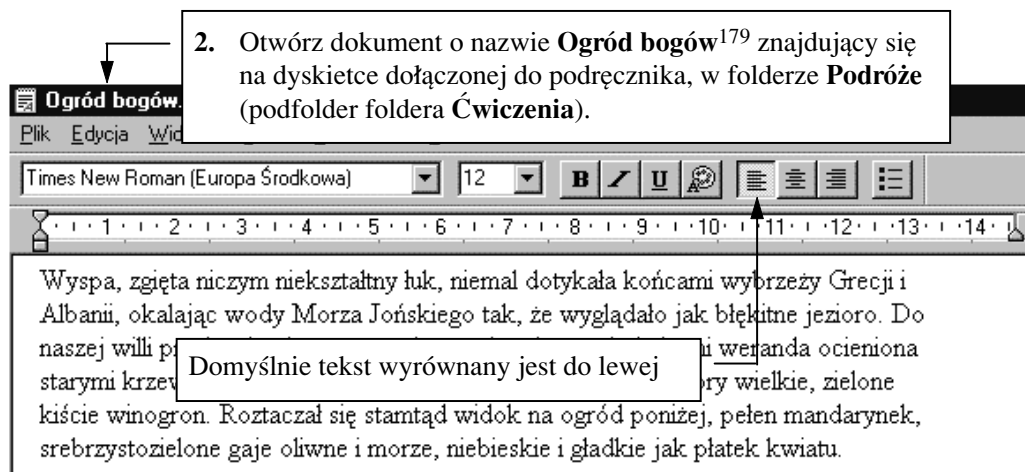 2. Otwórz dokument o nazwie Ogród bogów179 znajdujący się
na dyskietce dołączonej do podręcznika, w folderze Podróże
(podfolder foldera Ćwiczenia).
Ogród bogów.
Plik Edycja
Times New Roman (Europa Środkowa) 12 B I U
1 2 3 4 5 6 7 8 9 10 11 12 13 14
Wyspa, zgięta niczym niekształtny łuk, niemal dotykała końcami wybrzeży Grecji i
Albanii, okalając wody Morza Jońskiego tak, że wyglądało jak błękitne jezioro. Do
naszej willi weranda ocieniona
Domyślnie tekst wyrównany jest do lewej
starymi wielkie, zielone
kiście winogron. Roztaczał się stamtąd widok na ogród poniżej, pełen mandarynek,
srebrzystozielone gaje oliwne i morze, niebieskie i gładkie jak płatek kwiatu.